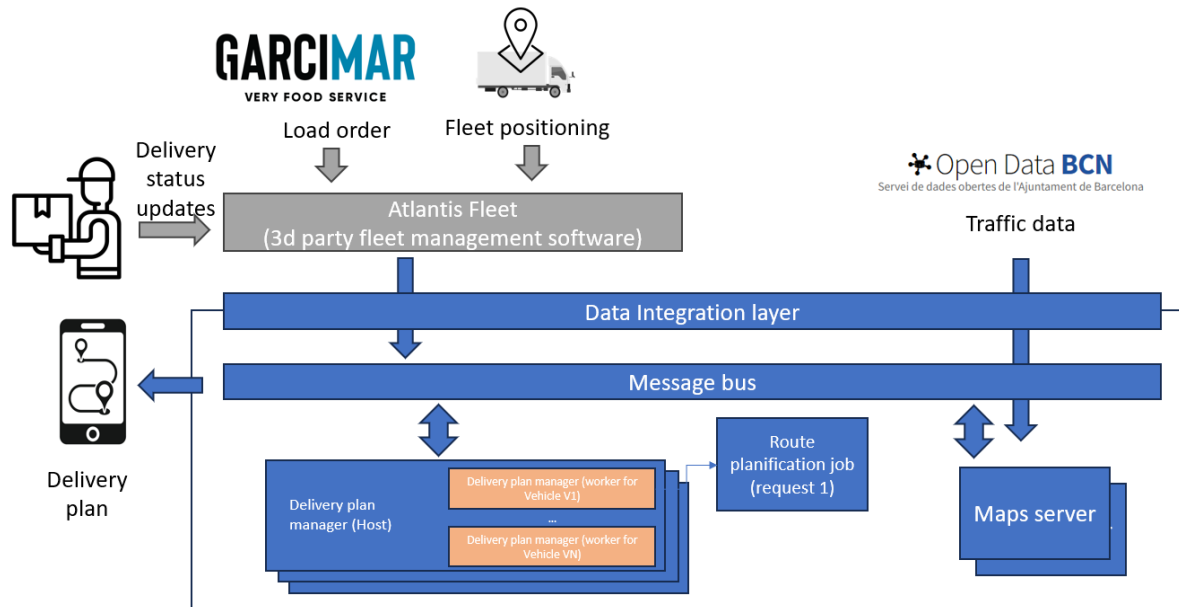 GARCIMAR
VERY FOOD SERVICE
Load order
Fleet positioning
Delivery
status
updates
Open Data BCN
Servei de dades obertes de l'Ajuntament de Barcelona
Traffic data
Atlantis Fleet
(3d party fleet management software)
Data Integration layer
Message bus
Delivery
plan
Delivery plan
manager (Host)
Delivery plan manager (worker for
Vehicle V1)
...
Delivery plan manager (worker for
Vehicle VN)
Route
planification job
(request 1)
Maps server